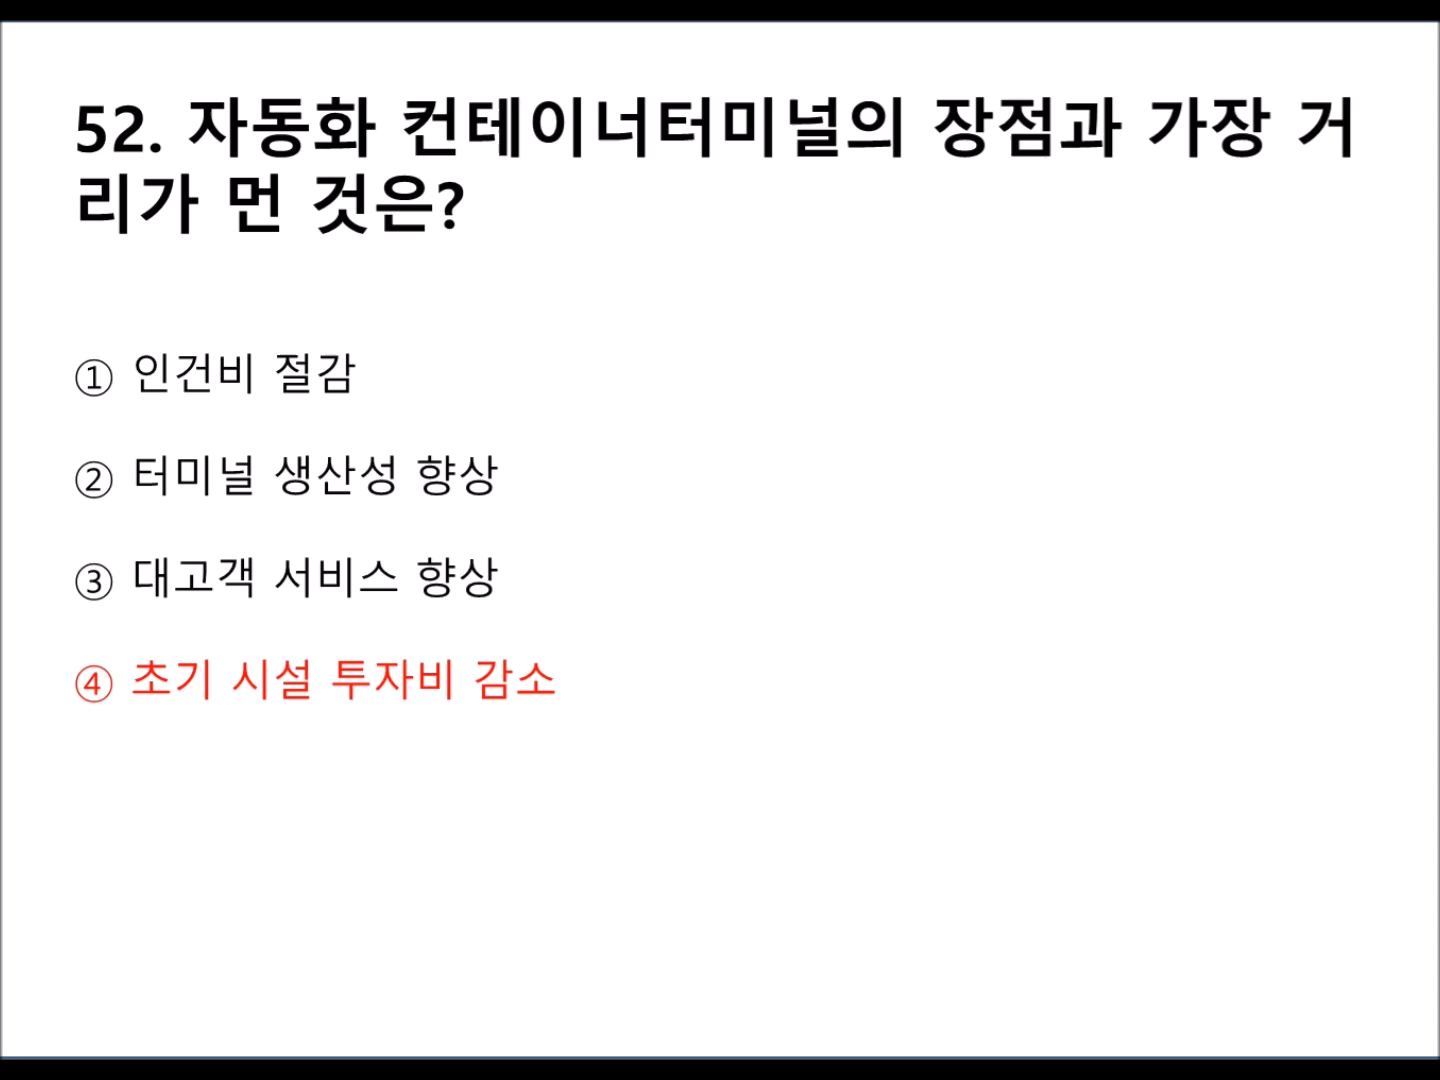 52. 자동화 컨테이너터미널의 장점과 가장 거
리가 먼 것은?
① 인건비 절감
② 터미널 생산성 향상
③ 대고객 서비스 향상
④ 초기 시설 투자비 감소